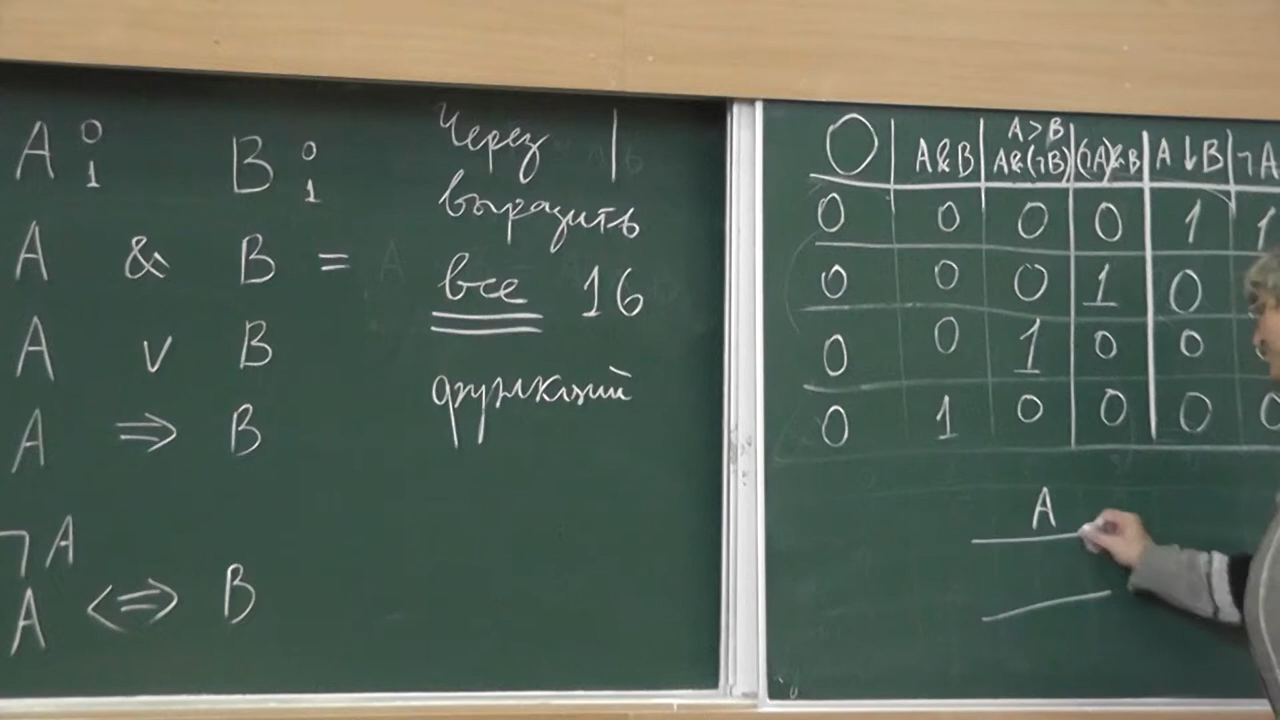 A 0 1 B 0 1
A & B =
A ∨ B
A ⇒ B
¬A
A <=> B
Через |
выразить
все 16
функций
A > B
0 A&B A&(¬B) (¬A)&B A ↓ B ¬A
0 0 0 0 1 1
0 0 0 1 0
0 0 1 0 0 0
0 1 0 0 0 0
A